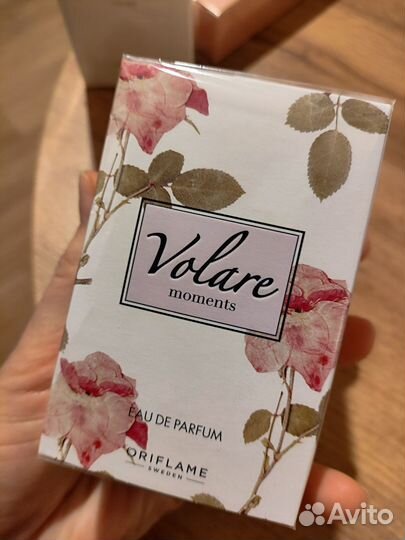 Volare
moments
EAU DE PARFUM
ORIFLAME
SWEDEN
Avito